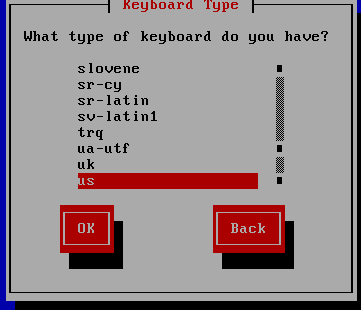 Keyboard Type
What type of keyboard do you have?
slovene
sr-cy
sr-latin
sv-latin1
trq
ua-utf
uk
us
OK
Back